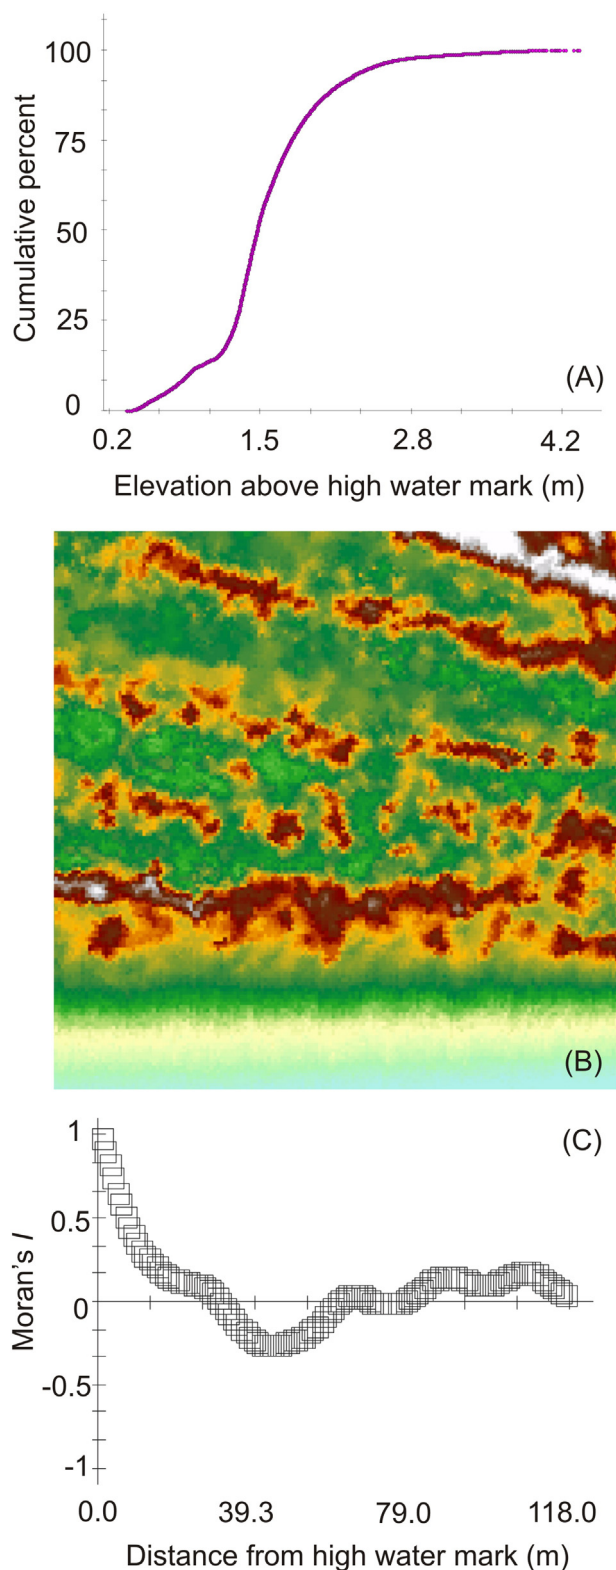 100
75
50
25
0
Cumulative percent
(A)
0.2 1.5 2.8 4.2
Elevation above high water mark (m)
(B)
(C)
1
0.5
0
-0.5
-1
Moran's I
0.0 39.3 79.0 118.0
Distance from high water mark (m)